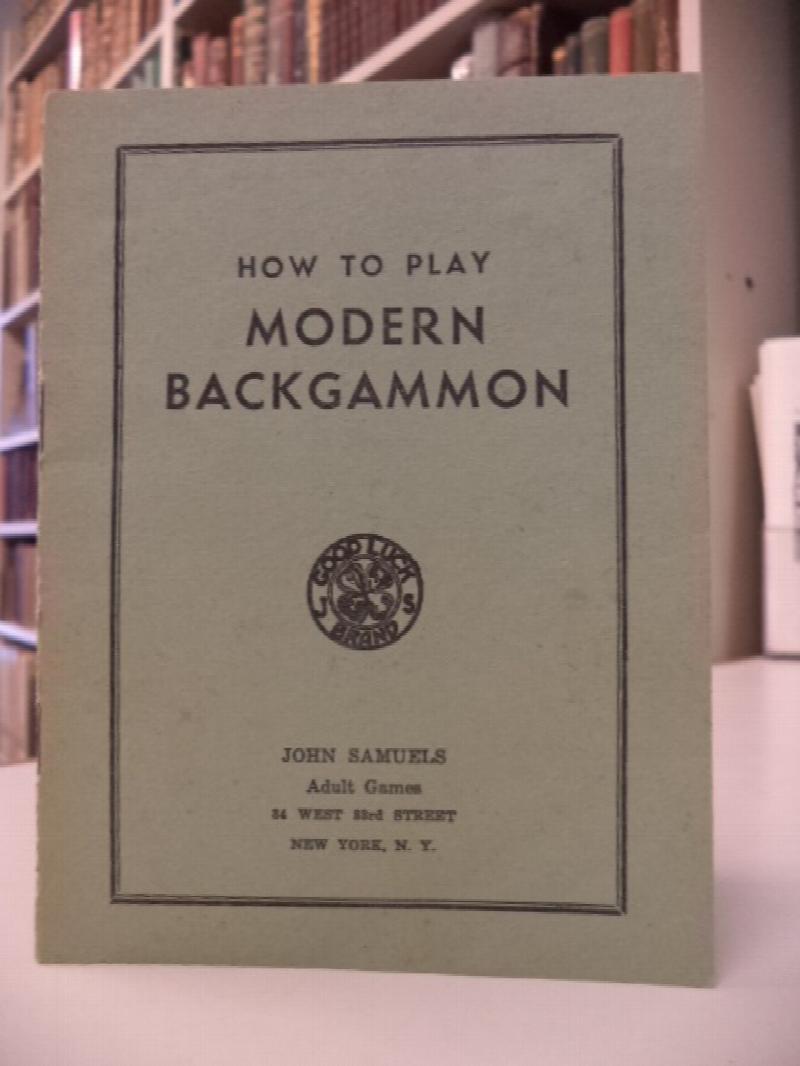 HOW TO PLAY
MODERN
BACKGAMMON
GOOD LUCK
J S
BRAND
JOHN SAMUELS
Adult Games
34 WEST 33rd STREET
NEW YORK, N. Y.